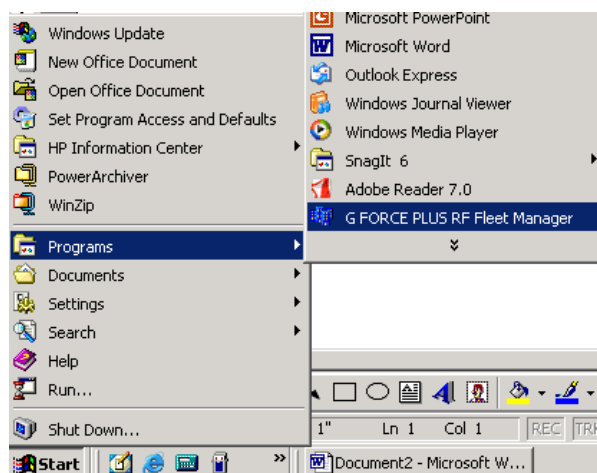 Windows Update
New Office Document
Open Office Document
Set Program Access and Defaults
HP Information Center
PowerArchiver
WinZip
Programs
Documents
Settings
Search
Help
Run...
Shut Down...
Microsoft PowerPoint
Microsoft Word
Outlook Express
Windows Journal Viewer
Windows Media Player
SnagIt 6
Adobe Reader 7.0
G FORCE PLUS RF Fleet Manager
1" Ln 1 Col 1 REC TRK
Start
Document2 - Microsoft W...